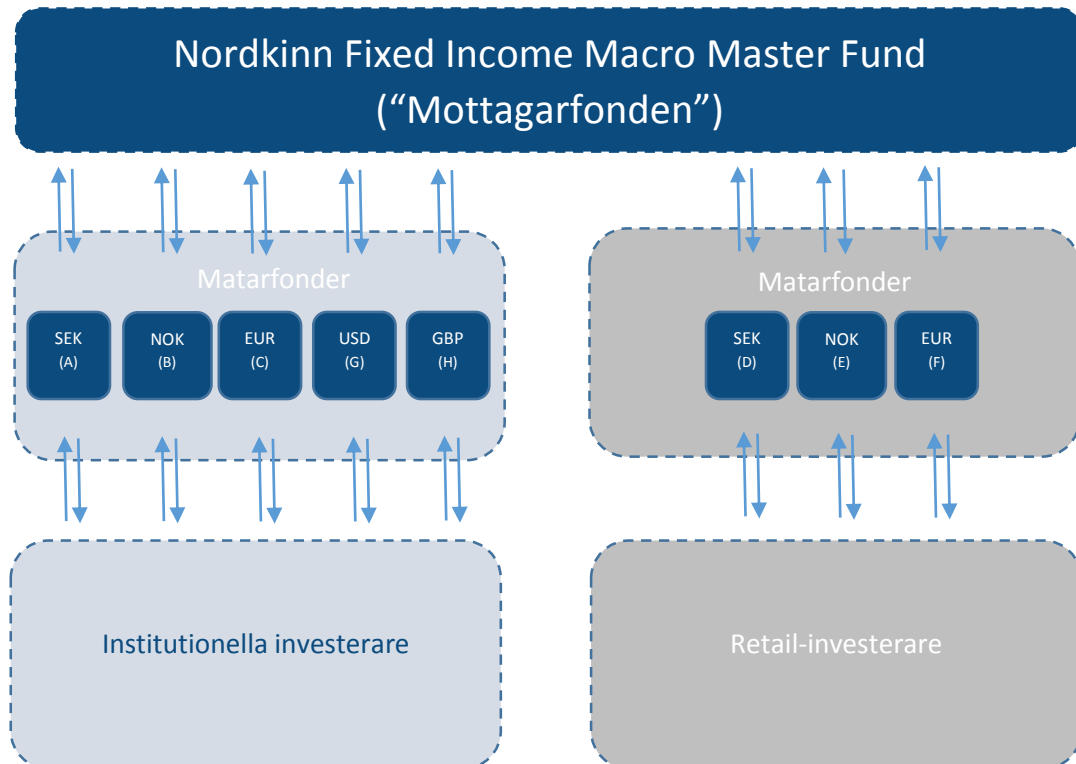 Nordkinn Fixed Income Macro Master Fund
(“Mottagarfonden”)
Matarfonder
SEK
(A)
NOK
(B)
EUR
(C)
USD
(G)
GBP
(H)
Matarfonder
SEK
(D)
NOK
(E)
EUR
(F)
Institutionella investerare
Retail-investerare